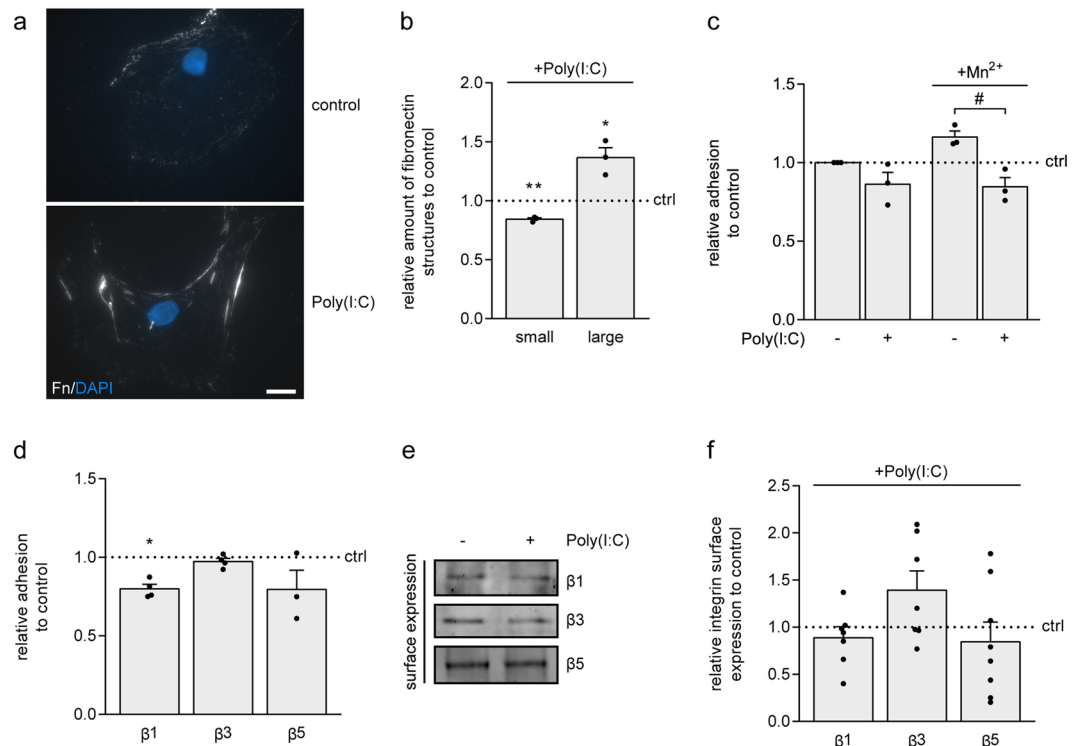 a
control
Poly(I:C)
Fn/DAPI
b
+Poly(I:C)
relative amount of fibronectin
structures to control
2.0
1.5
1.0
0.5
0.0
**
*
ctrl
small
large
c
+Mn2+
#
relative adhesion
to control
1.5
1.0
0.5
0.0
ctrl
Poly(I:C)
- + - +
d
relative adhesion
to control
1.5
1.0
0.5
0.0
*
ctrl
β1
β3
β5
e
- + Poly(I:C)
surface expression
β1
β3
β5
f
+Poly(I:C)
relative integrin surface
expression to control
2.5
2.0
1.5
1.0
0.5
0.0
ctrl
β1
β3
β5